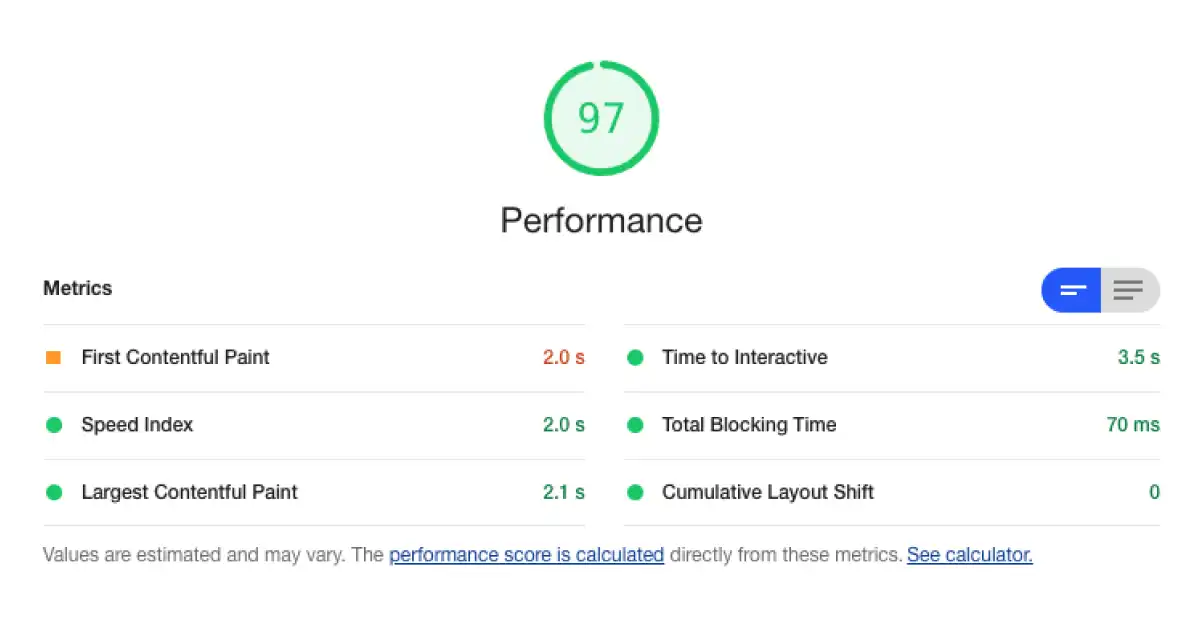 97
Performance
Metrics
First Contentful Paint 2.0 s
Time to Interactive 3.5 s
Speed Index 2.0 s
Total Blocking Time 70 ms
Largest Contentful Paint 2.1 s
Cumulative Layout Shift 0
Values are estimated and may vary. The performance score is calculated directly from these metrics. See calculator.